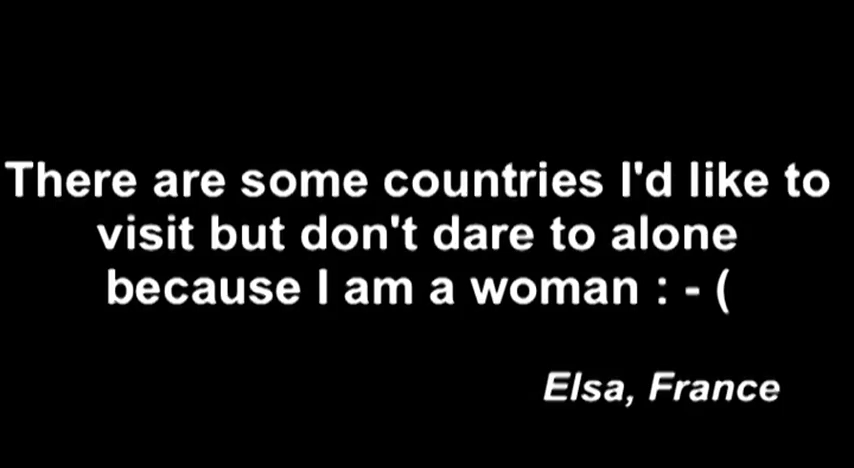 There are some countries I'd like to
visit but don't dare to alone
because I am a woman : - (
Elsa, France